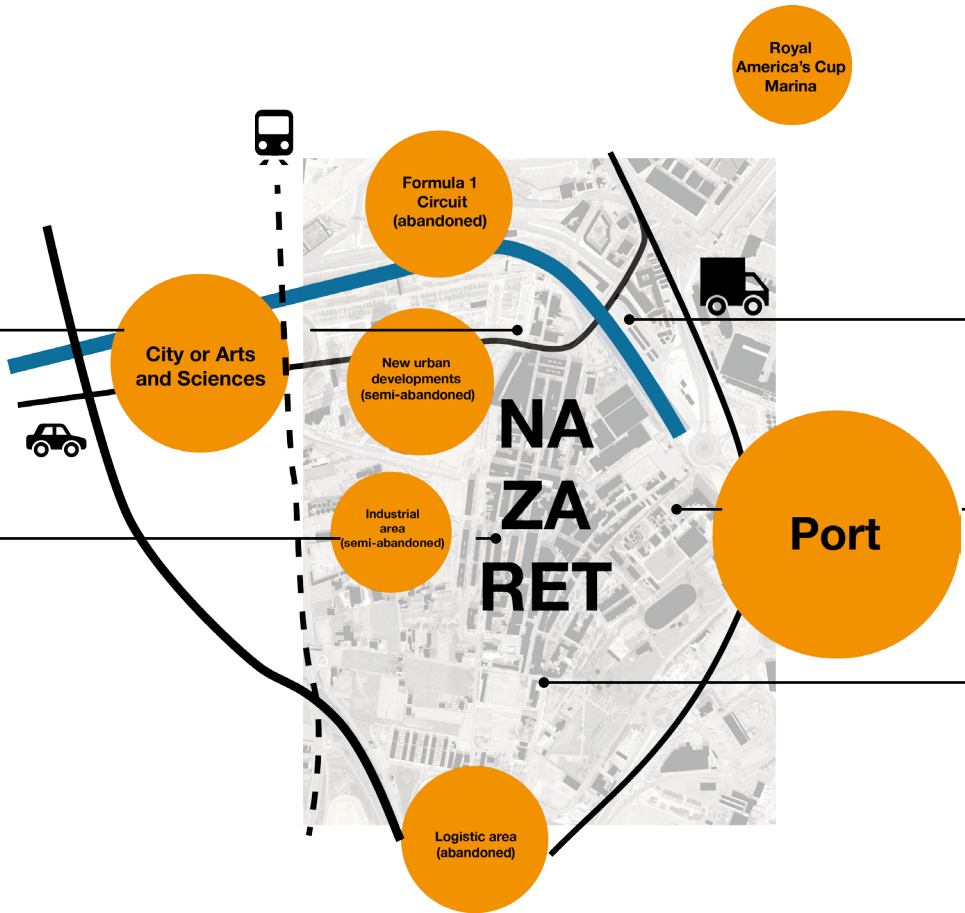 Royal
America's Cup
Marina
Formula 1
Circuit
(abandoned)
City or Arts
and Sciences
New urban
developments
(semi-abandoned)
NA
ZA
RET
Industrial
area
(semi-abandoned)
Port
Logistic area
(abandoned)